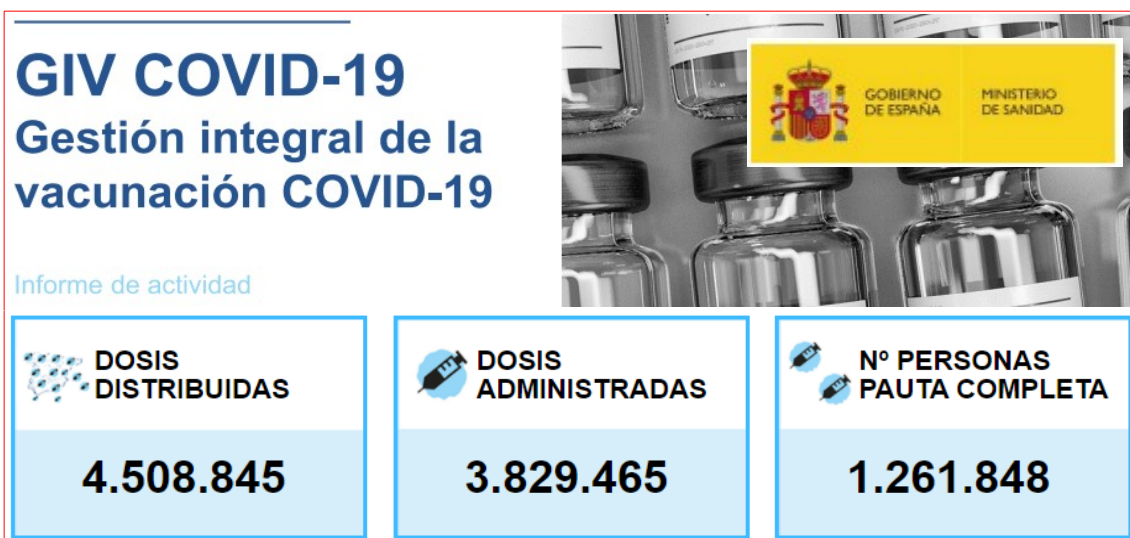 GIV COVID-19
Gestión integral de la
vacunación COVID-19
GOBIERNO
DE ESPAÑA
MINISTERIO
DE SANIDAD
Informe de actividad
DOSIS
DISTRIBUIDAS
4.508.845
DOSIS
ADMINISTRADAS
3.829.465
Nº PERSONAS
PAUTA COMPLETA
1.261.848